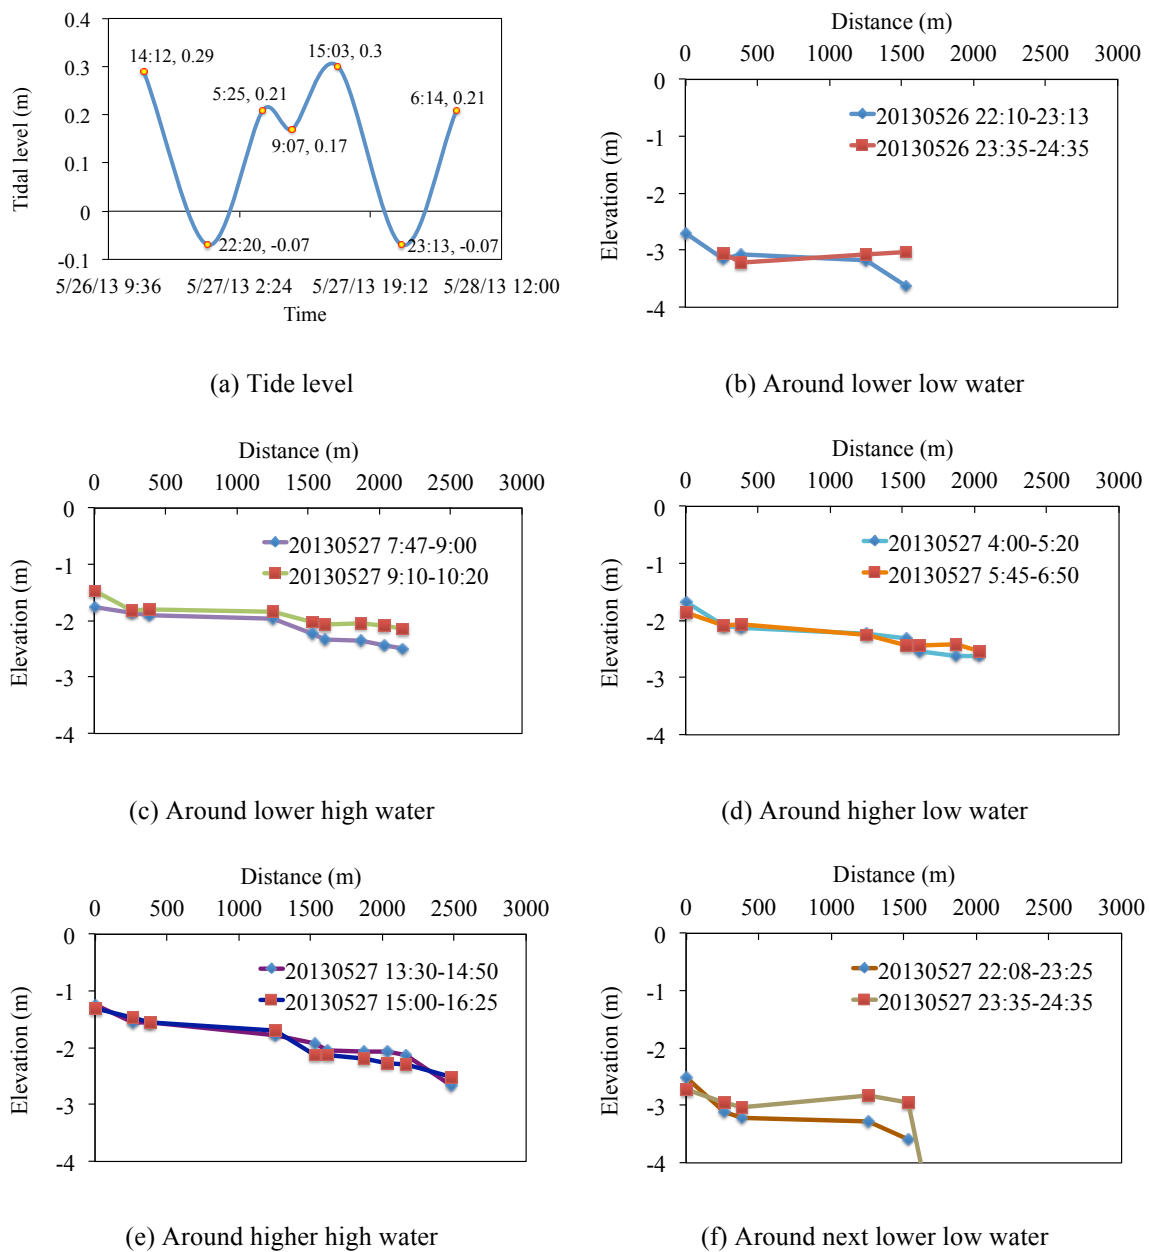 0.4
0.3
0.2
0.1
0
-0.1
Tidal level (m)
14:12, 0.29
15:03, 0.3
5:25, 0.21
6:14, 0.21
9:07, 0.17
22:20, -0.07
23:13, -0.07
5/26/13 9:36
5/27/13 2:24
5/27/13 19:12
5/28/13 12:00
Time
(a) Tide level
Distance (m)
0 500 1000 1500 2000 2500 3000
0
-1
-2
-3
-4
Elevation (m)
20130526 22:10-23:13
20130526 23:35-24:35
(b) Around lower low water
Distance (m)
0 500 1000 1500 2000 2500 3000
0
-1
-2
-3
-4
Elevation (m)
20130527 7:47-9:00
20130527 9:10-10:20
(c) Around lower high water
Distance (m)
0 500 1000 1500 2000 2500 3000
0
-1
-2
-3
-4
Elevation (m)
20130527 4:00-5:20
20130527 5:45-6:50
(d) Around higher low water
Distance (m)
0 500 1000 1500 2000 2500 3000
0
-1
-2
-3
-4
Elevation (m)
20130527 13:30-14:50
20130527 15:00-16:25
(e) Around higher high water
Distance (m)
0 500 1000 1500 2000 2500 3000
0
-1
-2
-3
-4
Elevation (m)
20130527 22:08-23:25
20130527 23:35-24:35
(f) Around next lower low water